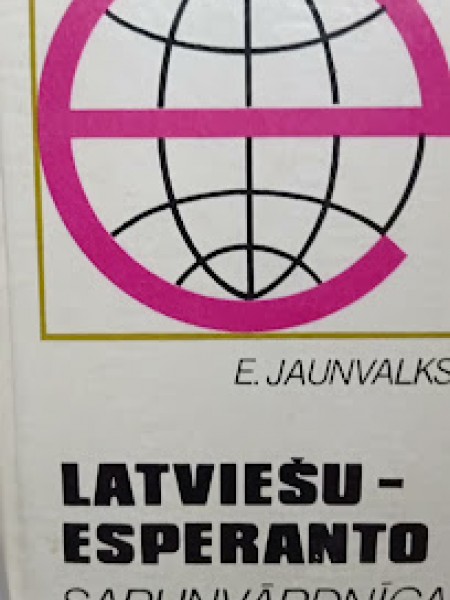 E. JAUNVALKS
LATVIEŠU -
ESPERANTO
SARUNVĀRDNĪCA